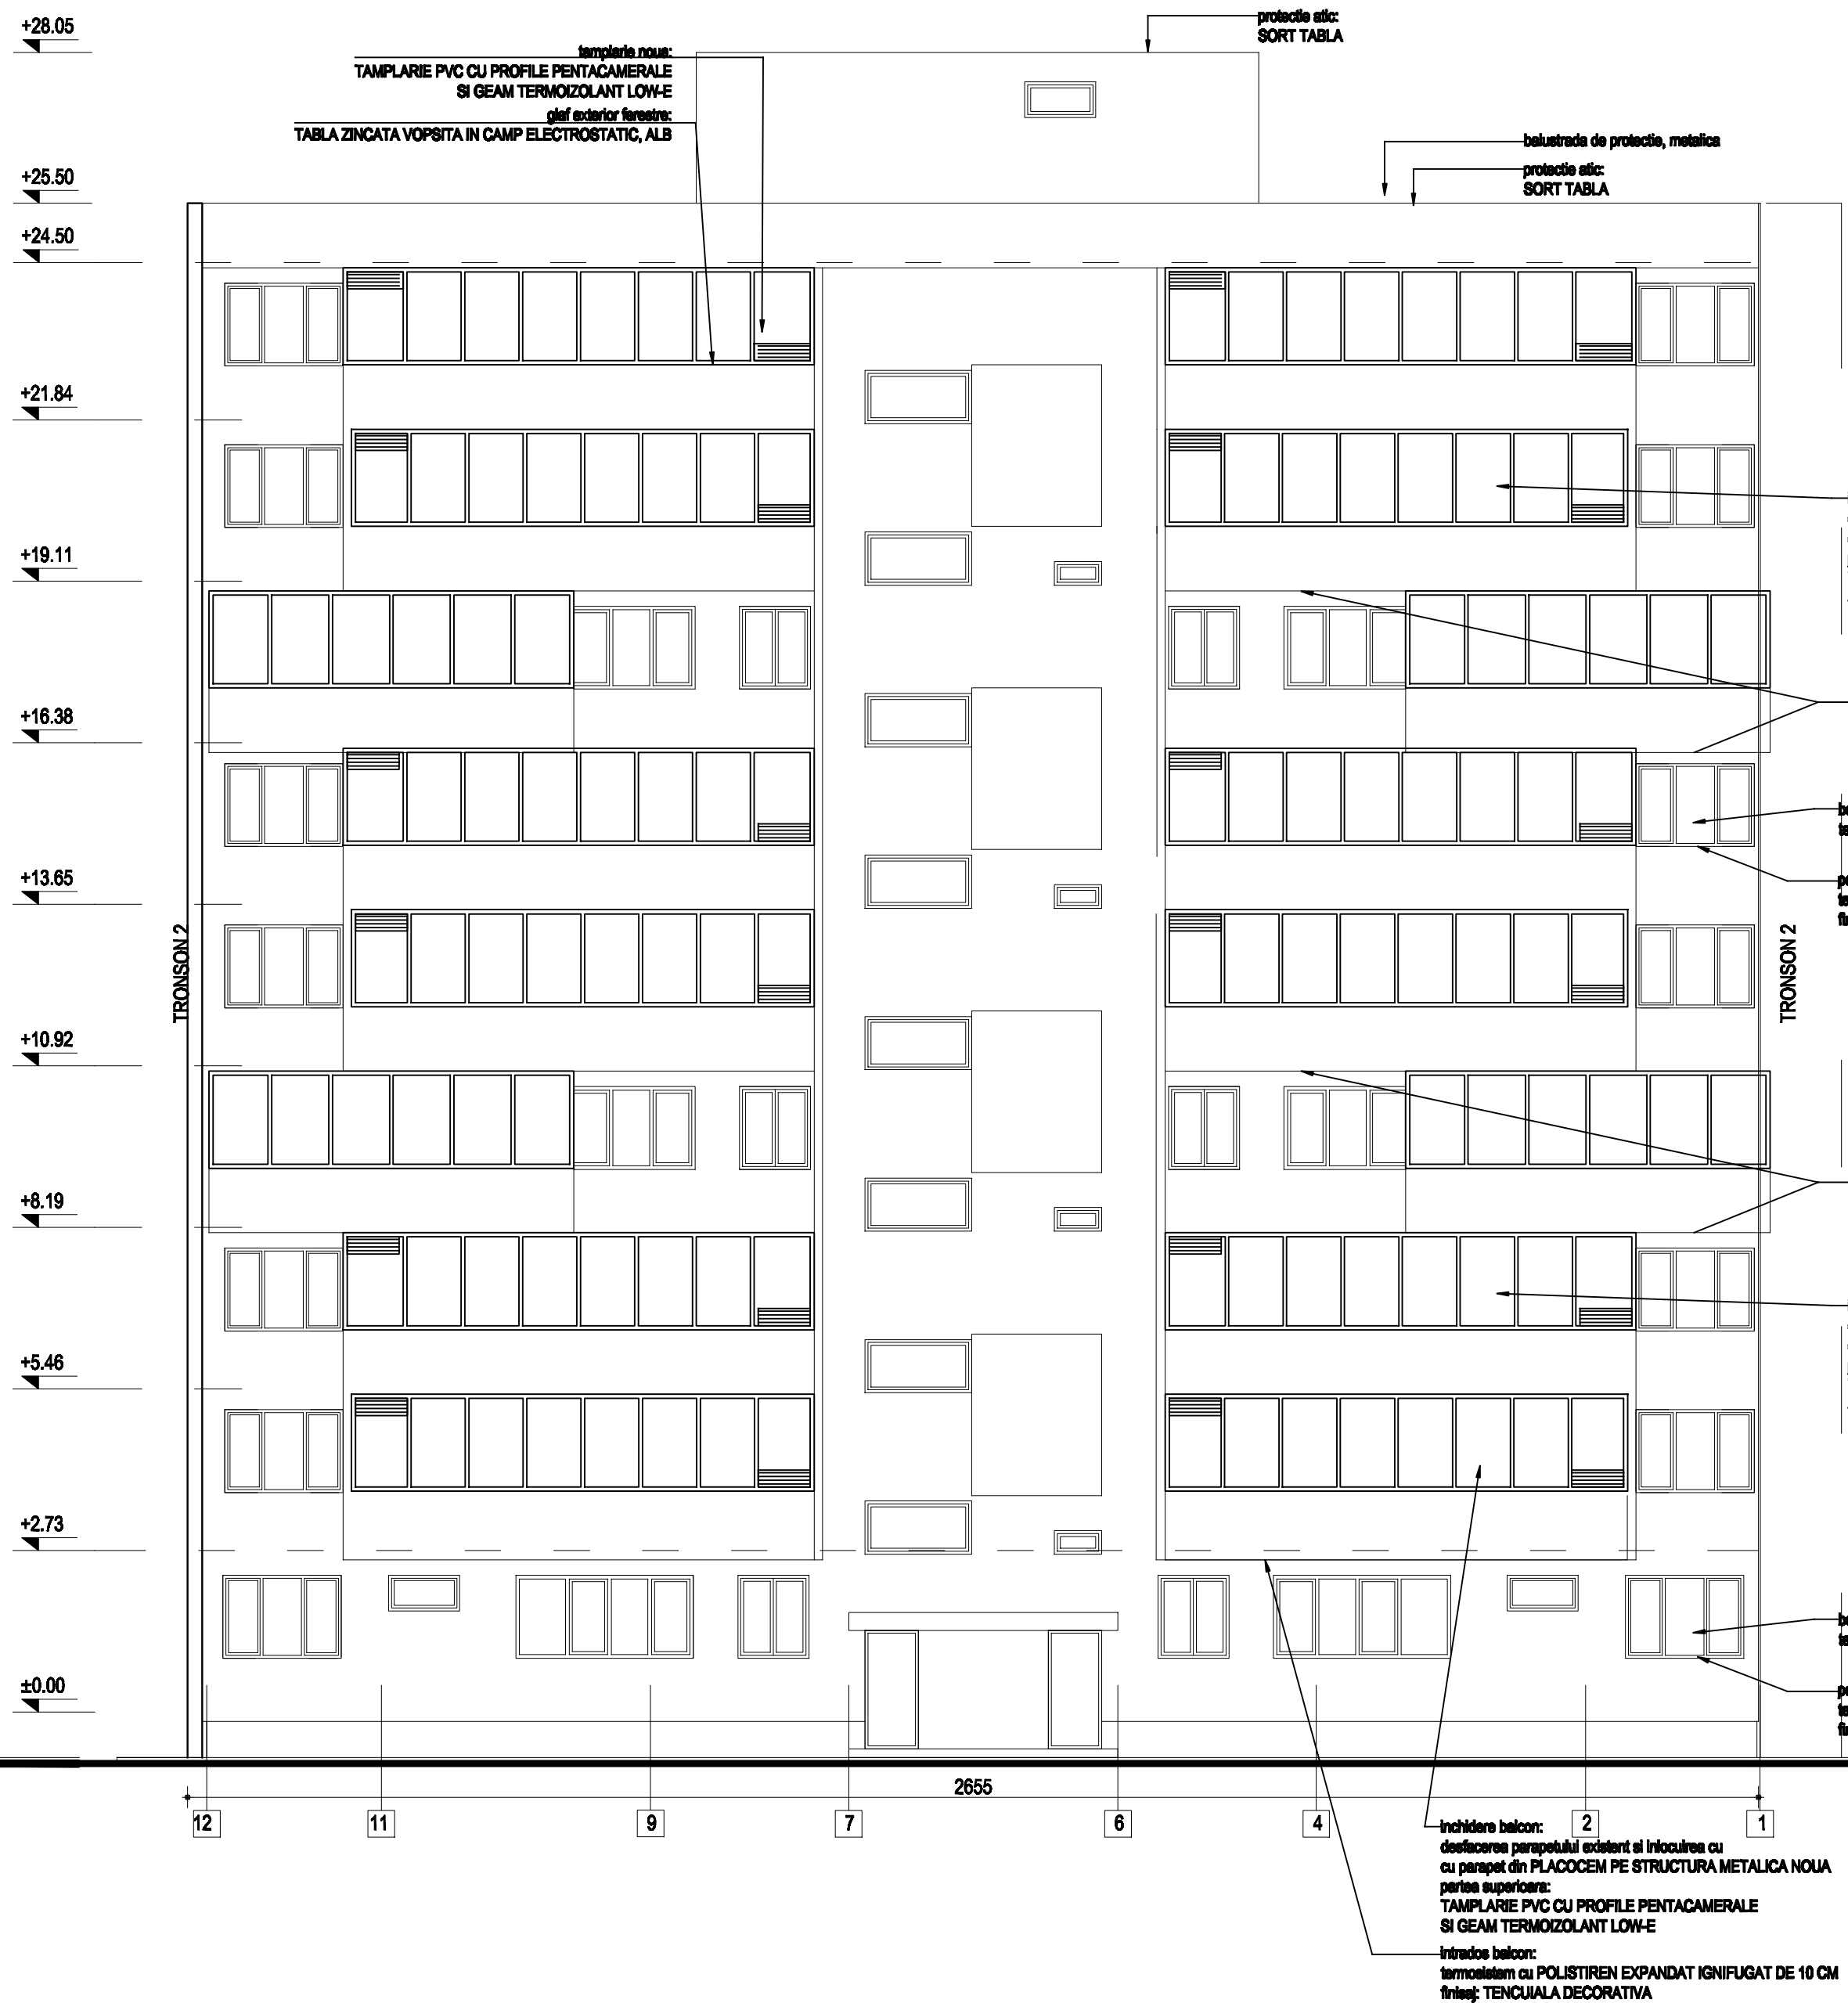 +28.05
protectie atic:
SORT TABLA
tamplarie noua:
TAMPLARIE PVC CU PROFILE PENTACAMERALE
SI GEAM TERMOIZOLANT LOW-E
glaf exterior ferestre:
TABLA ZINCATA VOPSITA IN CAMP ELECTROSTATIC, ALB
balustrada de protectie, metalica
protectie atic:
SORT TABLA
+25.50
+24.50
+21.84
+19.11
+16.38
+13.65
TRONSON 2
TRONSON 2
+10.92
+8.19
+5.46
+2.73
±0.00
2655
12
11
9
7
6
4
2
1
inchidere balcon:
desfacerea parapetului existent si inlocuirea cu
cu parapet din PLACOCEM PE STRUCTURA METALICA NOUA
partea superioara:
TAMPLARIE PVC CU PROFILE PENTACAMERALE
SI GEAM TERMOIZOLANT LOW-E
intrados balcon:
termosistem cu POLISTIREN EXPANDAT IGNIFUGAT DE 10 CM
finisaj: TENCUIALA DECORATIVA